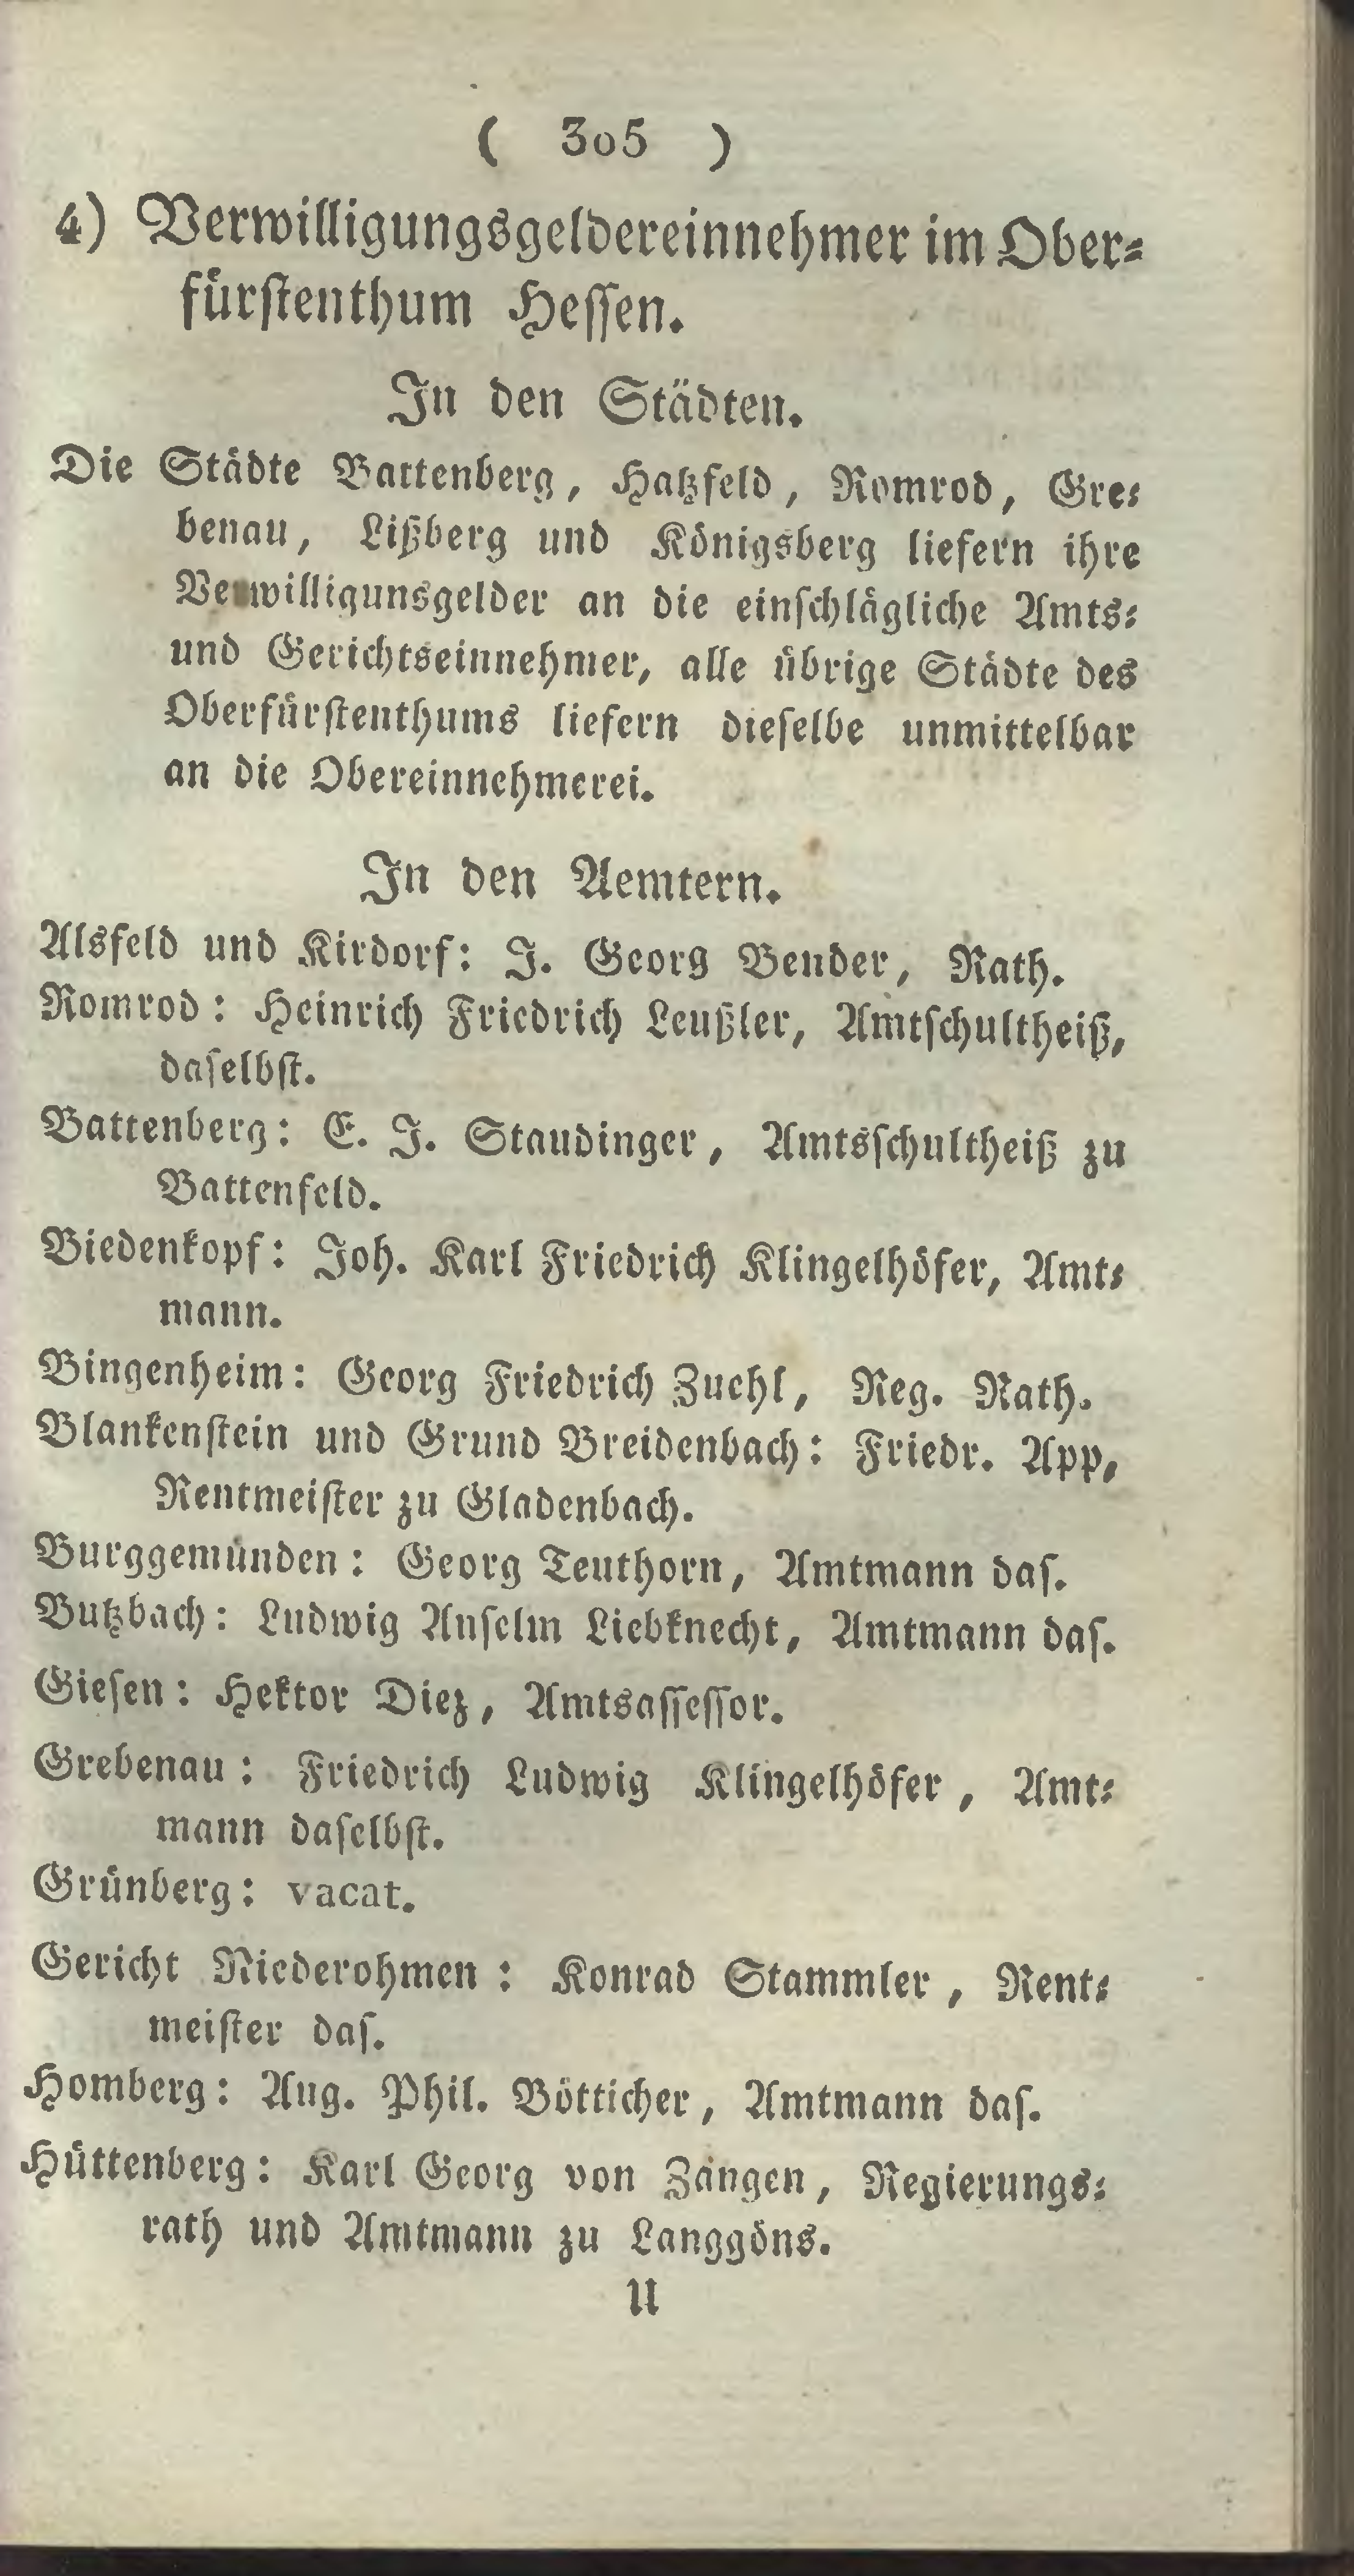 ( 305 )
4) Verwilligungsgeldereinnehmer im Ober-
fürſtenthum Heſſen.
In den Städten.
Die Städte Battenberg, Hatzfeld, Romrod, Gre-
benau, Lißberg und Königsberg liefern ihre
Verwilligunsgelder an die einſchlägliche Amts-
und Gerichtseinnehmer, alle übrige Städte des
Oberfürſtenthums liefern dieſelbe unmittelbar
an die Obereinnehmerei.
In den Aemtern.
Alsfeld und Kirdorf: J. Georg Bender, Rath.
Romrod: Heinrich Friedrich Leußler, Amtſchultheiß,
daſelbſt.
Battenberg: E. J. Staudinger, Amtsſchultheiß zu
Battenfeld.
Biedenkopf: Joh. Karl Friedrich Klingelhöfer, Amt-
mann.
Bingenheim: Georg Friedrich Zuehl, Reg. Rath.
Blankenſtein und Grund Breidenbach: Friedr. App,
Rentmeiſter zu Gladenbach.
Burggemünden: Georg Teuthorn, Amtmann daſ.
Butzbach: Ludwig Anſelm Liebknecht, Amtmann daſ.
Gieſen: Hektor Diez, Amtsaſſeſſor.
Grebenau: Friedrich Ludwig Klingelhöfer, Amt-
mann daſelbſt.
Grünberg: vacat.
Gericht Niederohmen: Konrad Stammler, Rent-
meiſter daſ.
Homberg: Aug. Phil. Bötticher, Amtmann daſ.
Hüttenberg: Karl Georg von Zangen, Regierungs-
rath und Amtmann zu Langgöns.
U